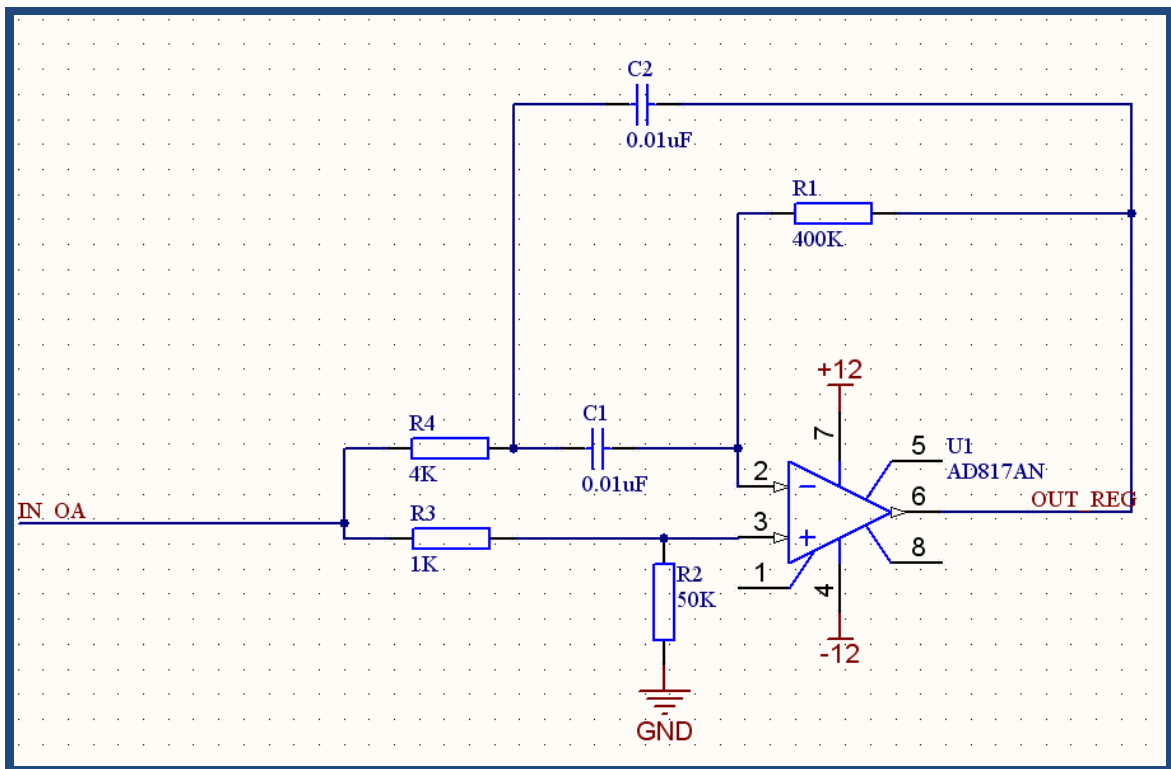 C2
0.01uF
R1
400K
+12
R4
4K
C1
0.01uF
7
5
U1
AD817AN
2
6
OUT_REG
IN_OA
R3
1K
3
8
1
R2
50K
4
-12
GND